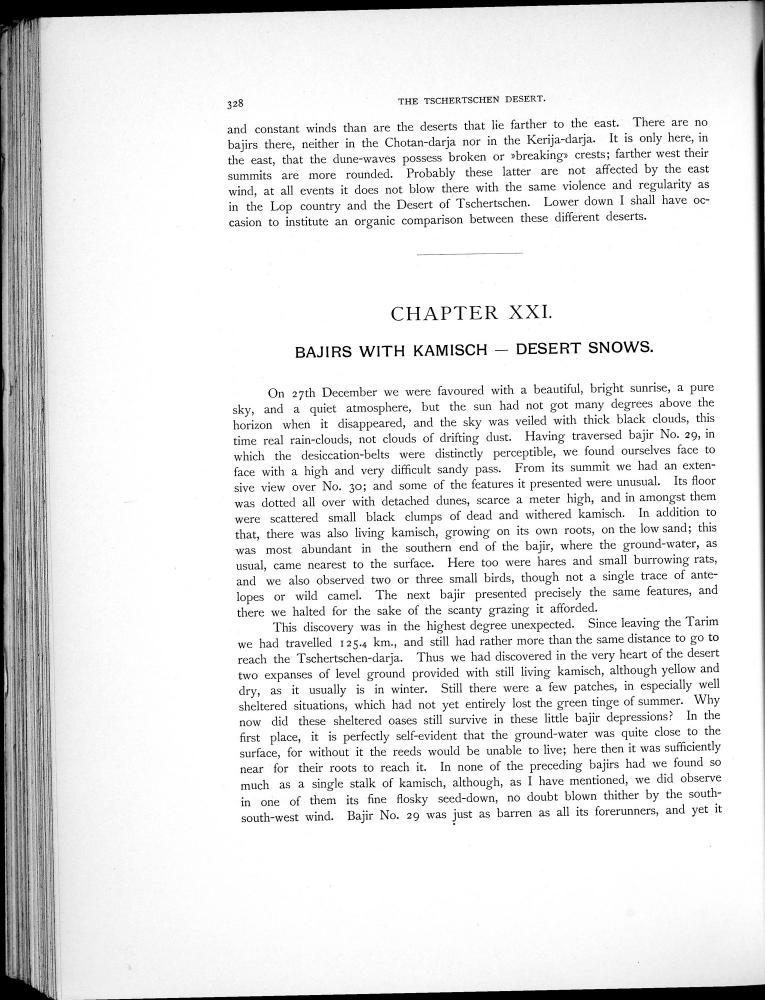 328
THE TSCHERTSCHEN DESERT.
and constant winds than are the deserts that lie farther to the east. There are no
bajirs there, neither in the Chotan-darja nor in the Kerija-darja. It is only here, in
the east, that the dune-waves possess broken or »breaking» crests; farther west their
summits are more rounded. Probably these latter are not affected by the east
wind, at all events it does not blow there with the same violence and regularity as
in the Lop country and the Desert of Tschertschen. Lower down I shall have oc-
casion to institute an organic comparison between these different deserts.
CHAPTER XXI.
BAJIRS WITH KAMISCH — DESERT SNOWS.
On 27th December we were favoured with a beautiful, bright sunrise, a pure
sky, and a quiet atmosphere, but the sun had not got many degrees above the
horizon when it disappeared, and the sky was veiled with thick black clouds, this
time real rain-clouds, not clouds of drifting dust. Having traversed bajir No. 29, in
which the desiccation-belts were distinctly perceptible, we found ourselves face to
face with a high and very difficult sandy pass. From its summit we had an exten-
sive view over No. 30; and some of the features it presented were unusual. Its floor
was dotted all over with detached dunes, scarce a meter high, and in amongst them
were scattered small black clumps of dead and withered kamisch. In addition to
that, there was also living kamisch, growing on its own roots, on the low sand; this
was most abundant in the southern end of the bajir, where the ground-water, as
usual, came nearest to the surface. Here too were hares and small burrowing rats,
and we also observed two or three small birds, though not a single trace of ante-
lopes or wild camel. The next bajir presented precisely the same features, and
there we halted for the sake of the scanty grazing it afforded.
This discovery was in the highest degree unexpected. Since leaving the Tarim
we had travelled 125.4 km., and still had rather more than the same distance to go to
reach the Tschertschen-darja. Thus we had discovered in the very heart of the desert
two expanses of level ground provided with still living kamisch, although yellow and
dry, as it usually is in winter. Still there were a few patches, in especially well
sheltered situations, which had not yet entirely lost the green tinge of summer. Why
now did these sheltered oases still survive in these little bajir depressions? In the
first place, it is perfectly self-evident that the ground-water was quite close to the
surface, for without it the reeds would be unable to live; here then it was sufficiently
near for their roots to reach it. In none of the preceding bajirs had we found so
much as a single stalk of kamisch, although, as I have mentioned, we did observe
in one of them its fine flosky seed-down, no doubt blown thither by the south-
south-west wind. Bajir No. 29 was just as barren as all its forerunners, and yet it